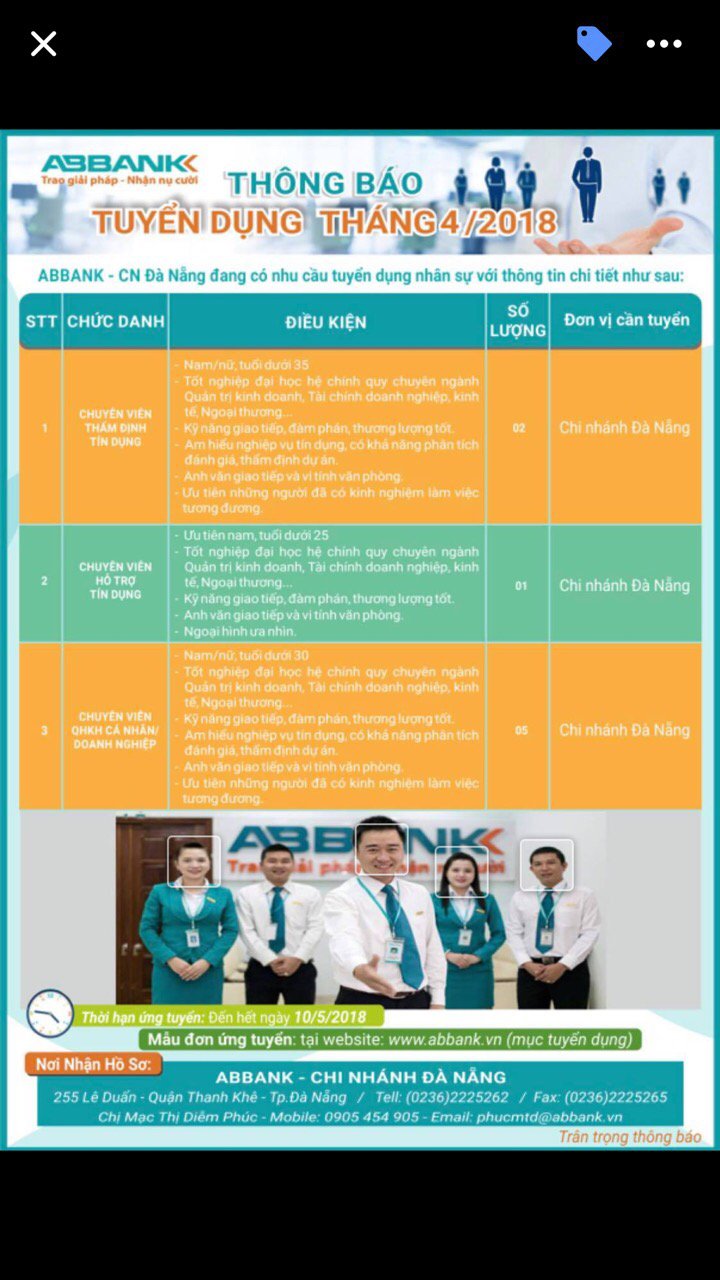 ABBANK
Trao giải pháp - Nhận nụ cười
THÔNG BÁO
TUYỂN DỤNG THÁNG 4/2018
ABBANK - CN Đà Nẵng đang có nhu cầu tuyển dụng nhân sự với thông tin chi tiết như sau:
STT CHỨC DANH ĐIỀU KIỆN SỐ LƯỢNG Đơn vị cần tuyển
1
CHUYÊN VIÊN
THẨM ĐỊNH
TÍN DỤNG
- Nam/nữ, tuổi dưới 35
- Tốt nghiệp đại học hệ chính quy chuyên ngành
Quản trị kinh doanh, Tài chính doanh nghiệp, kinh
tế, Ngoại thương...
- Kỹ năng giao tiếp, đàm phán, thương lượng tốt.
- Am hiểu nghiệp vụ tín dụng, có khả năng phân tích
đánh giá, thẩm định dự án.
- Anh văn giao tiếp và vi tính văn phòng.
- Ưu tiên những người đã có kinh nghiệm làm việc
tương đương.
02
Chi nhánh Đà Nẵng
2
CHUYÊN VIÊN
HỖ TRỢ
TÍN DỤNG
- Ưu tiên nam, tuổi dưới 25
- Tốt nghiệp đại học hệ chính quy chuyên ngành
Quản trị kinh doanh, Tài chính doanh nghiệp, kinh
tế, Ngoại thương...
- Kỹ năng giao tiếp, đàm phán, thương lượng tốt.
- Anh văn giao tiếp và vi tính văn phòng.
- Ngoại hình ưa nhìn.
01
Chi nhánh Đà Nẵng
3
CHUYÊN VIÊN
QHKH CÁ NHÂN/
DOANH NGHIỆP
- Nam/nữ, tuổi dưới 30
- Tốt nghiệp đại học hệ chính quy chuyên ngành
Quản trị kinh doanh, Tài chính doanh nghiệp, kinh
tế, Ngoại thương...
- Kỹ năng giao tiếp, đàm phán, thương lượng tốt.
- Am hiểu nghiệp vụ tín dụng, có khả năng phân tích
đánh giá, thẩm định dự án.
- Anh văn giao tiếp và vi tính văn phòng.
- Ưu tiên những người đã có kinh nghiệm làm việc
tương đương.
05
Chi nhánh Đà Nẵng
ABBANK
Trao giải pháp nhận nụ cười
Thời hạn ứng tuyển: Đến hết ngày 10/5/2018
Mẫu đơn ứng tuyển: tại website: www.abbank.vn (mục tuyển dụng)
Nơi Nhận Hồ Sơ:
ABBANK - CHI NHÁNH ĐÀ NẴNG
255 Lê Duẩn - Quận Thanh Khê - Tp.Đà Nẵng / Tell: (0236)2225262 / Fax: (0236)2225265
Chị Mạc Thị Diễm Phúc - Mobile: 0905 454 905 - Email: phucmtd@abbank.vn
Trân trọng thông báo